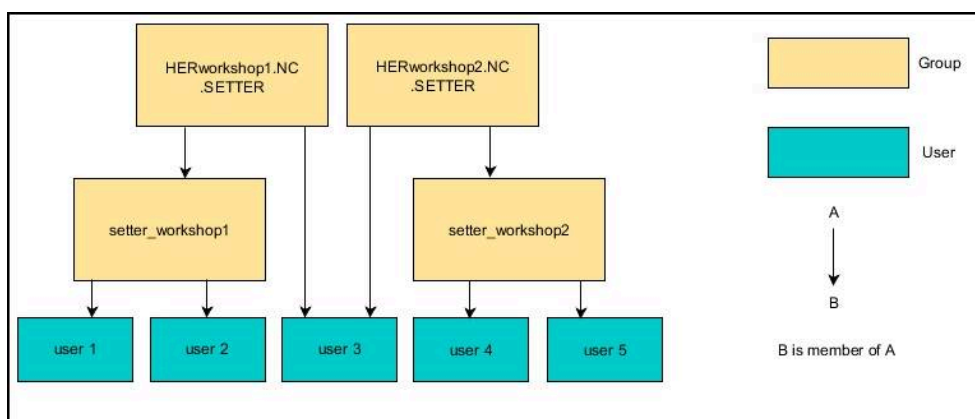 HERworkshop1.NC
.SETTER
HERworkshop2.NC
.SETTER
Group
User
setter_workshop1
setter_workshop2
A
B
user 1
user 2
user 3
user 4
user 5
B is member of A